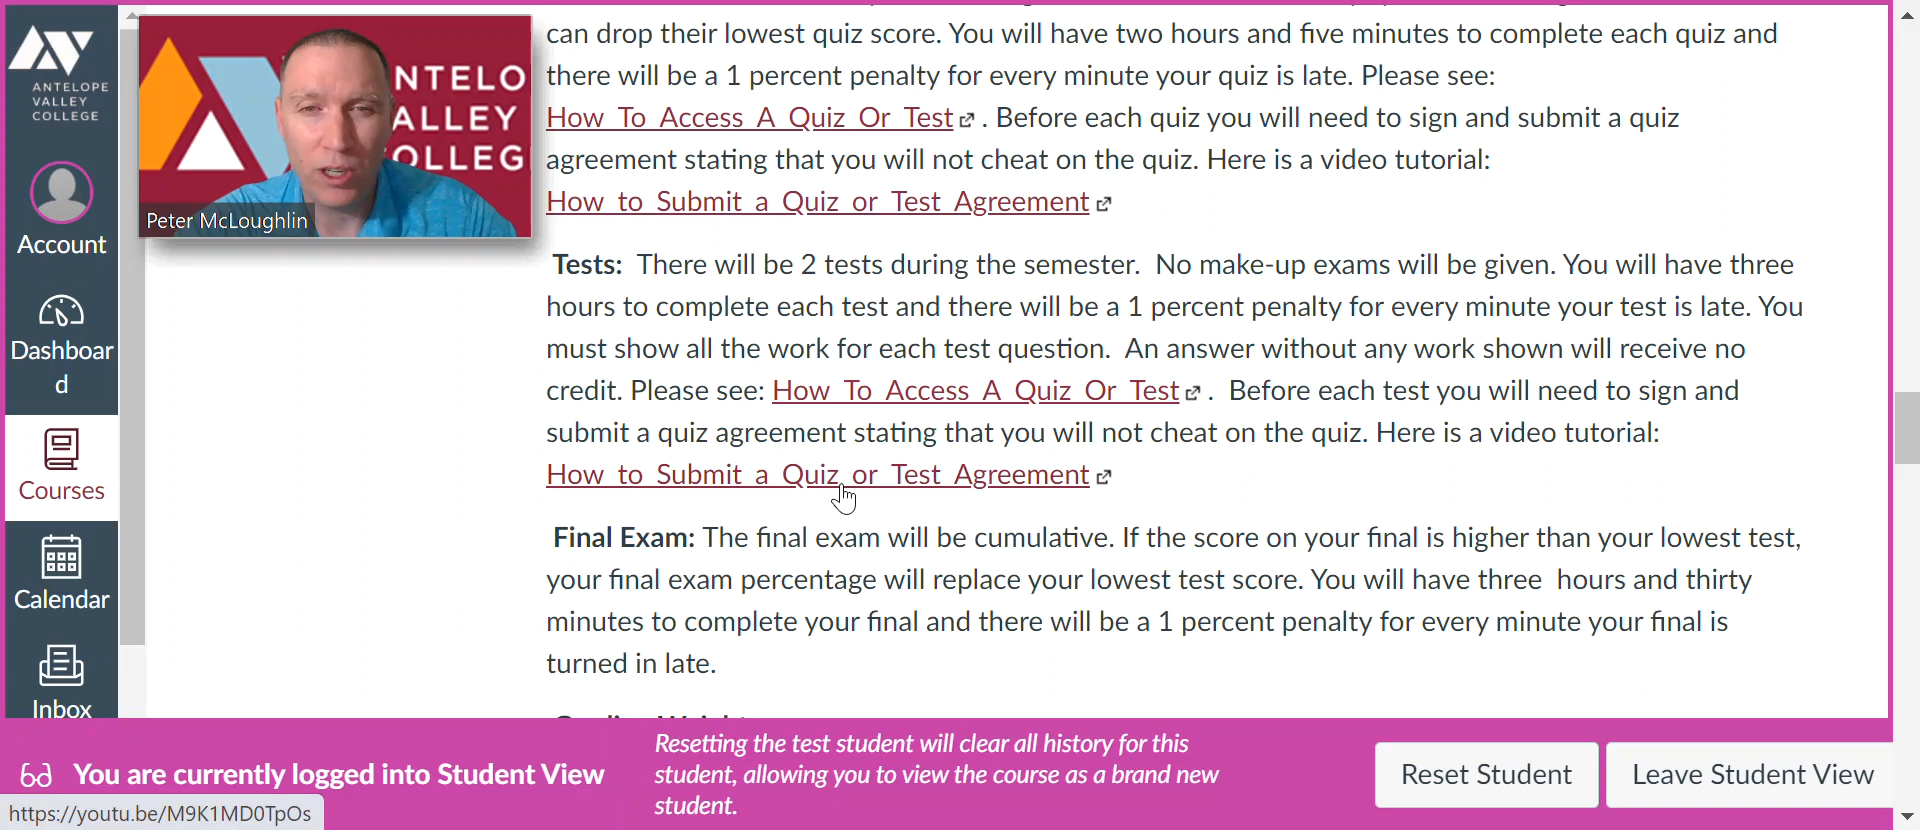 ANTELOPE
VALLEY
COLLEGE
Account
Dashboar
d
Courses
Calendar
Inbox
NTELO
ALLEY
OLLEG
Peter McLoughlin
can drop their lowest quiz score. You will have two hours and five minutes to complete each quiz and
there will be a 1 percent penalty for every minute your quiz is late. Please see:
How To Access A Quiz Or Test . Before each quiz you will need to sign and submit a quiz
agreement stating that you will not cheat on the quiz. Here is a video tutorial:
How to Submit a Quiz or Test Agreement
Tests: There will be 2 tests during the semester. No make-up exams will be given. You will have three
hours to complete each test and there will be a 1 percent penalty for every minute your test is late. You
must show all the work for each test question. An answer without any work shown will receive no
credit. Please see: How To Access A Quiz Or Test . Before each test you will need to sign and
submit a quiz agreement stating that you will not cheat on the quiz. Here is a video tutorial:
How to Submit a Quiz or Test Agreement
Final Exam: The final exam will be cumulative. If the score on your final is higher than your lowest test,
your final exam percentage will replace your lowest test score. You will have three hours and thirty
minutes to complete your final and there will be a 1 percent penalty for every minute your final is
turned in late.
You are currently logged into Student View
Resetting the test student will clear all history for this
student, allowing you to view the course as a brand new
student.
Reset Student
Leave Student View
https://youtu.be/M9K1MD0TpOs